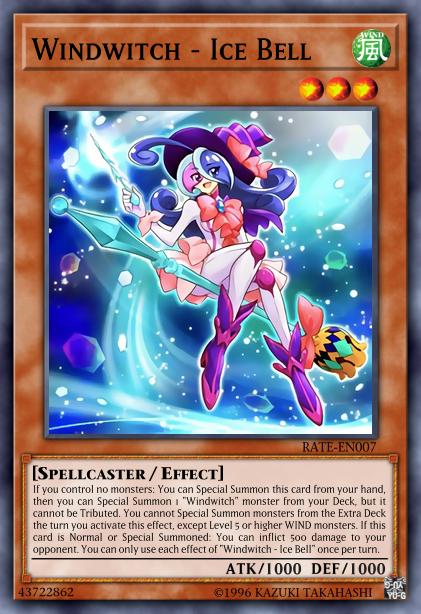 Windwitch - Ice Bell
WIND
風
RATE-EN007
[Spellcaster / Effect]
If you control no monsters: You can Special Summon this card from your hand,
then you can Special Summon 1 "Windwitch" monster from your Deck, but it
cannot be Tributed. You cannot Special Summon monsters from the Extra Deck
the turn you activate this effect, except Level 5 or higher WIND monsters. If this
card is Normal or Special Summoned: You can inflict 500 damage to your
opponent. You can only use each effect of "Windwitch - Ice Bell" once per turn.
ATK/1000 DEF/1000
43722862
©1996 KAZUKI TAKAHASHI